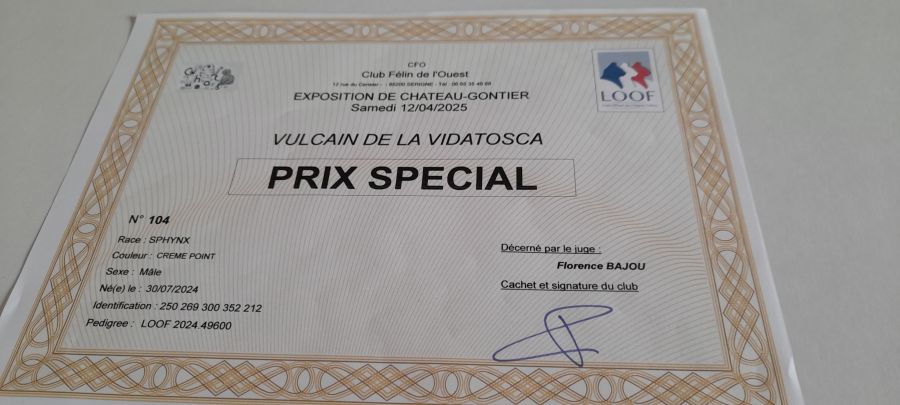 CFO
Club Félin de l'Ouest
EXPOSITION DE CHATEAU-GONTIER
Samedi 12/04/2025
LOOF
VULCAIN DE LA VIDATOSCA
PRIX SPECIAL
N° 104
Race : SPHYNX
Couleur : CREME POINT
Sexe : Mâle
Né(e) le : 30/07/2024
Identification : 250 269 300 352 212
Pedigree : LOOF 2024.49600
Décerné par le juge :
Florence BAJOU
Cachet et signature du club